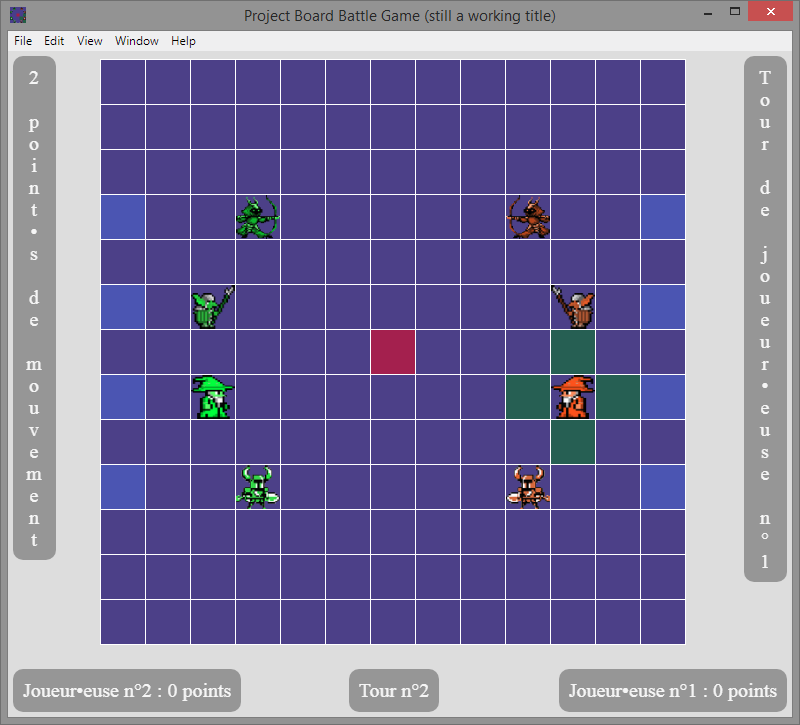 Project Board Battle Game (still a working title)
File Edit View Window Help
2 point•s de mouvement
Tour de joueur•euse n°1
Joueur•euse n°2 : 0 points
Tour n°2
Joueur•euse n°1 : 0 points